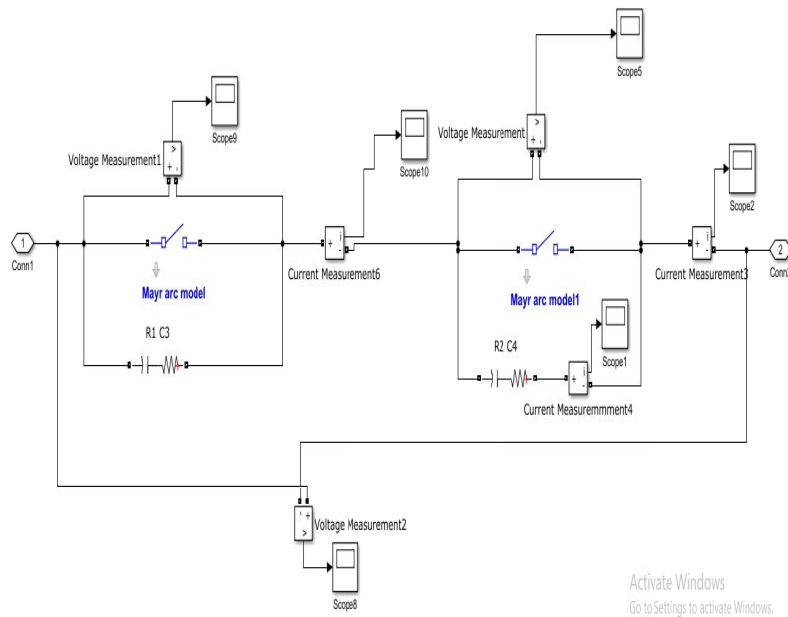 Scope5
Scope9
Voltage Measurement1
Voltage Measurement
Scope10
Scope2
1
Conn1
Current Measurement6
Current Measurement3
2
Mayr arc model
Mayr arc model1
R1 C3
R2 C4
Scope1
Current Measuremmment4
Voltage Measurement2
Scope8
Activate Windows
Go to Settings to activate Windows.